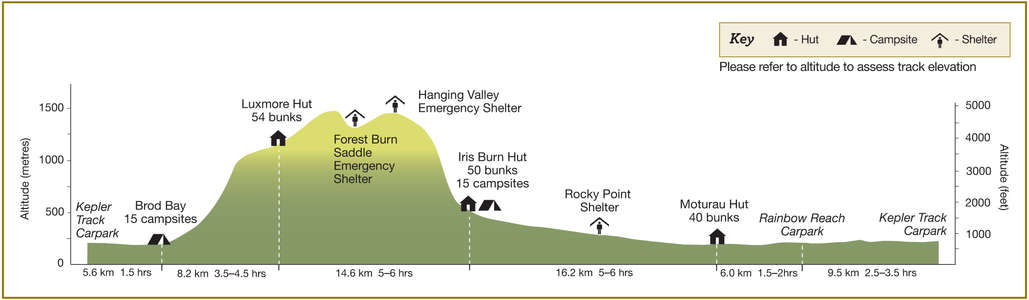 Key - Hut - Campsite - Shelter
Please refer to altitude to assess track elevation
Altitude (metres)
1500
1000
500
0
Kepler
Track
Carpark
Brod Bay
15 campsites
Luxmore Hut
54 bunks
Forest Burn
Saddle
Emergency
Shelter
Hanging Valley
Emergency Shelter
Iris Burn Hut
50 bunks
15 campsites
Rocky Point
Shelter
Moturau Hut
40 bunks
Rainbow Reach
Carpark
Kepler Track
Carpark
5000
4000
3000
2000
1000
Altitude (feet)
5.6 km 1.5 hrs
8.2 km 3.5–4.5 hrs
14.6 km 5–6 hrs
16.2 km 5–6 hrs
6.0 km 1.5–2hrs
9.5 km 2.5–3.5 hrs